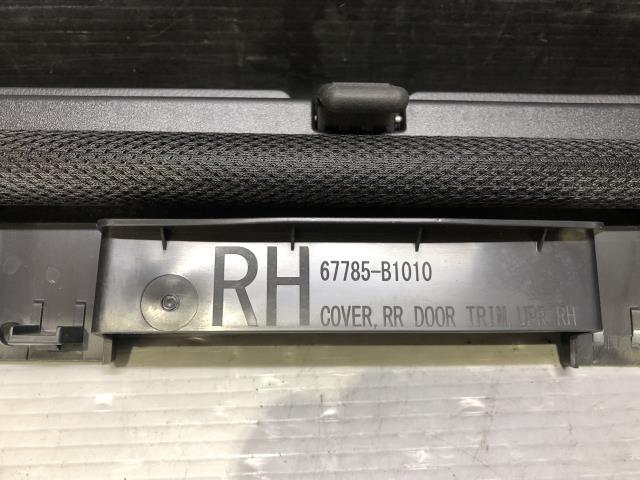 RH 67785-B1010
COVER, RR DOOR TRIM UPR RH